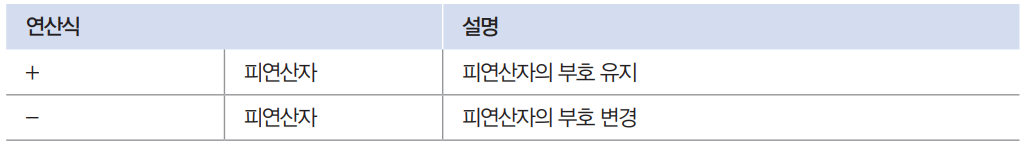 연산식 설명
+ 피연산자 피연산자의 부호 유지
− 피연산자 피연산자의 부호 변경